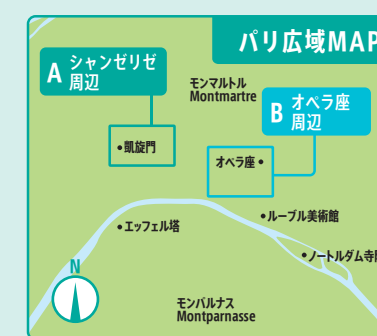 パリ広域MAP
A シャンゼリゼ
周辺
モンマルトル
Montmartre
B オペラ座
周辺
•凱旋門
オペラ座•
•ルーブル美術館
•エッフェル塔
•ノートルダム寺院
N
モンパルナス
Montparnasse